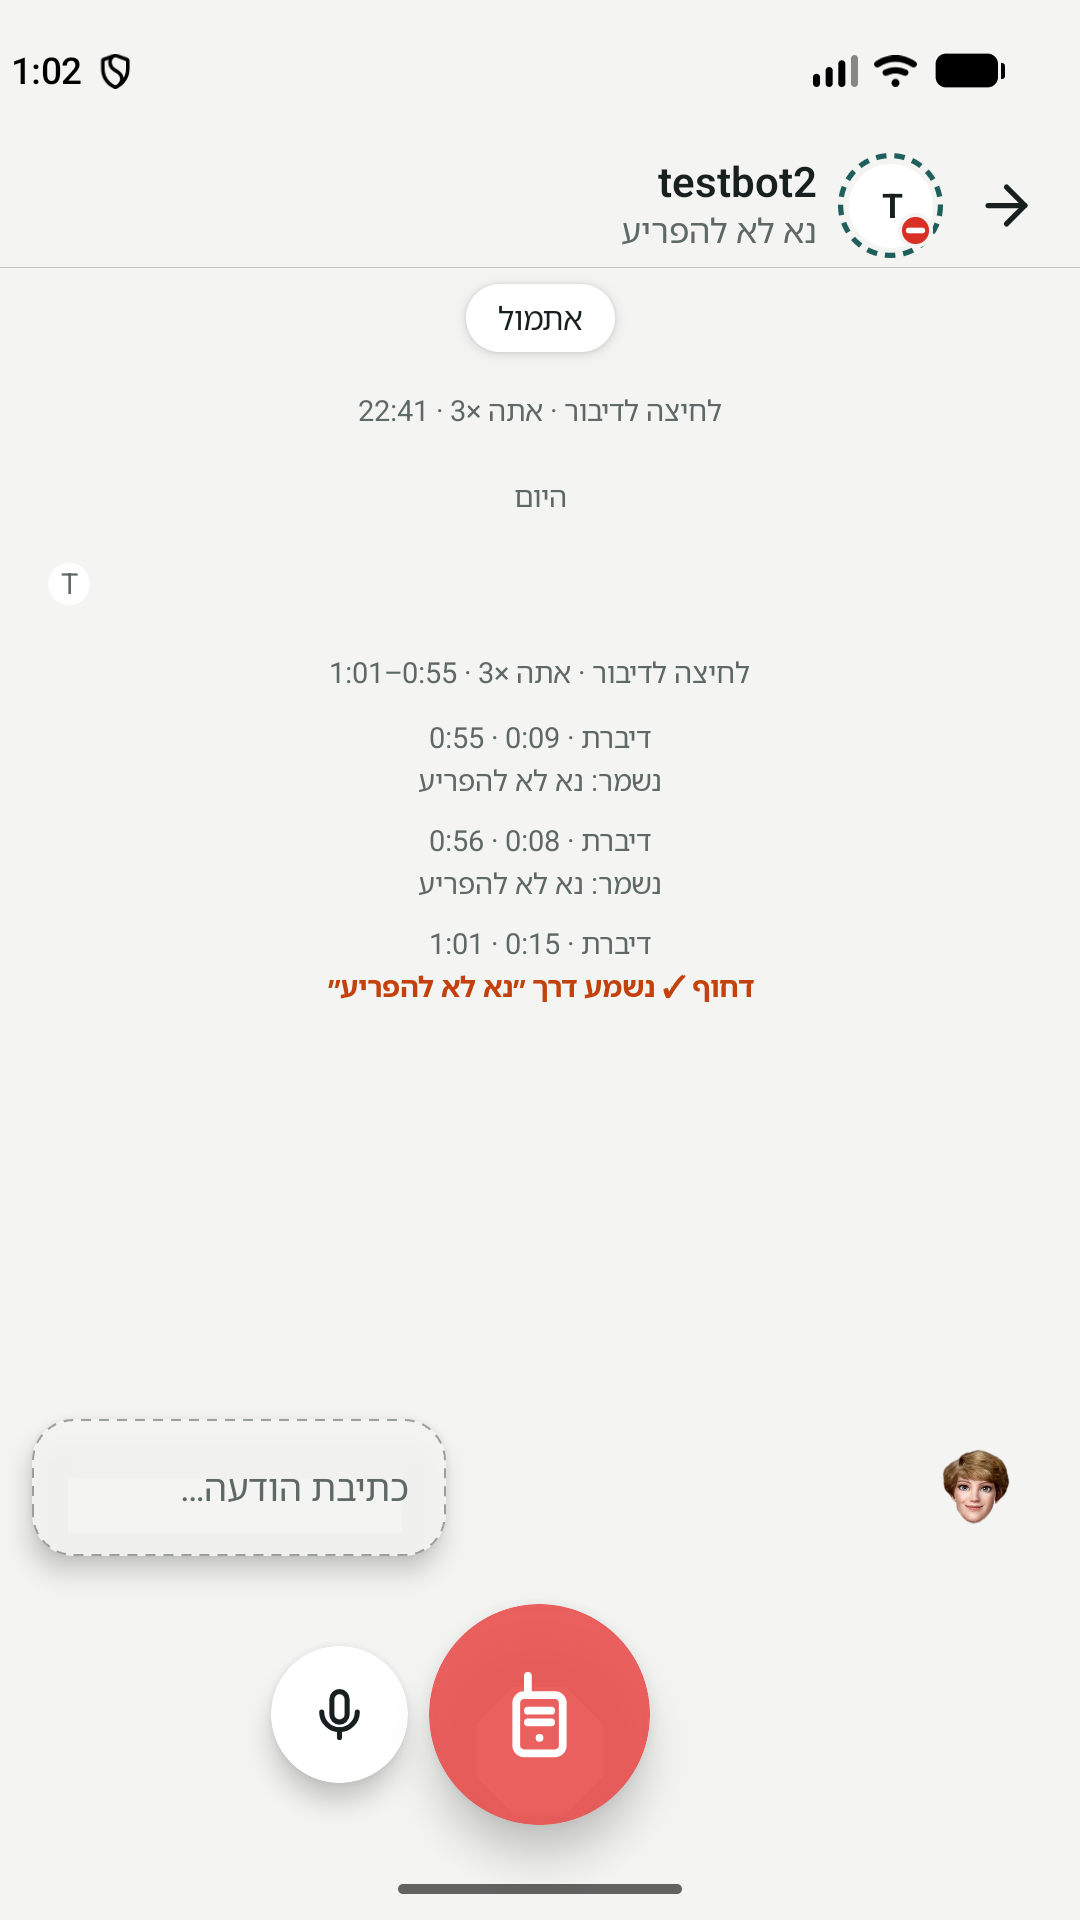 1:02
testbot2
T
נא לא להפריע
אתמול
לחיצה לדיבור · אתה ×3 · 22:41
היום
T
לחיצה לדיבור · אתה ×3 · 0:55–1:01
דיברת · 0:09 · 0:55
נשמר: נא לא להפריע
דיברת · 0:08 · 0:56
נשמר: נא לא להפריע
דיברת · 0:15 · 1:01
דחוף ✓ נשמע דרך ״נא לא להפריע״
כתיבת הודעה...